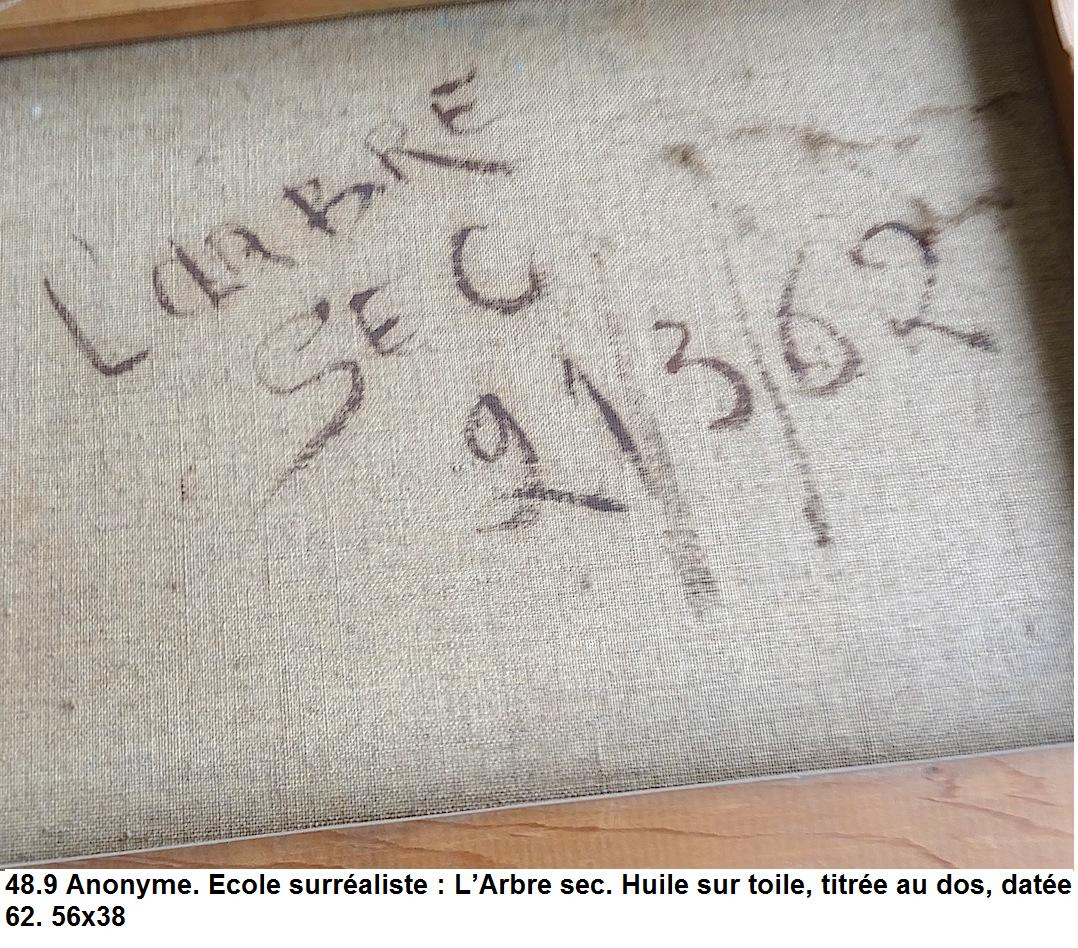 L'aRBRE
SEC
21/3/62
48.9 Anonyme. Ecole surréaliste : L’Arbre sec. Huile sur toile, titrée au dos, datée
62. 56x38